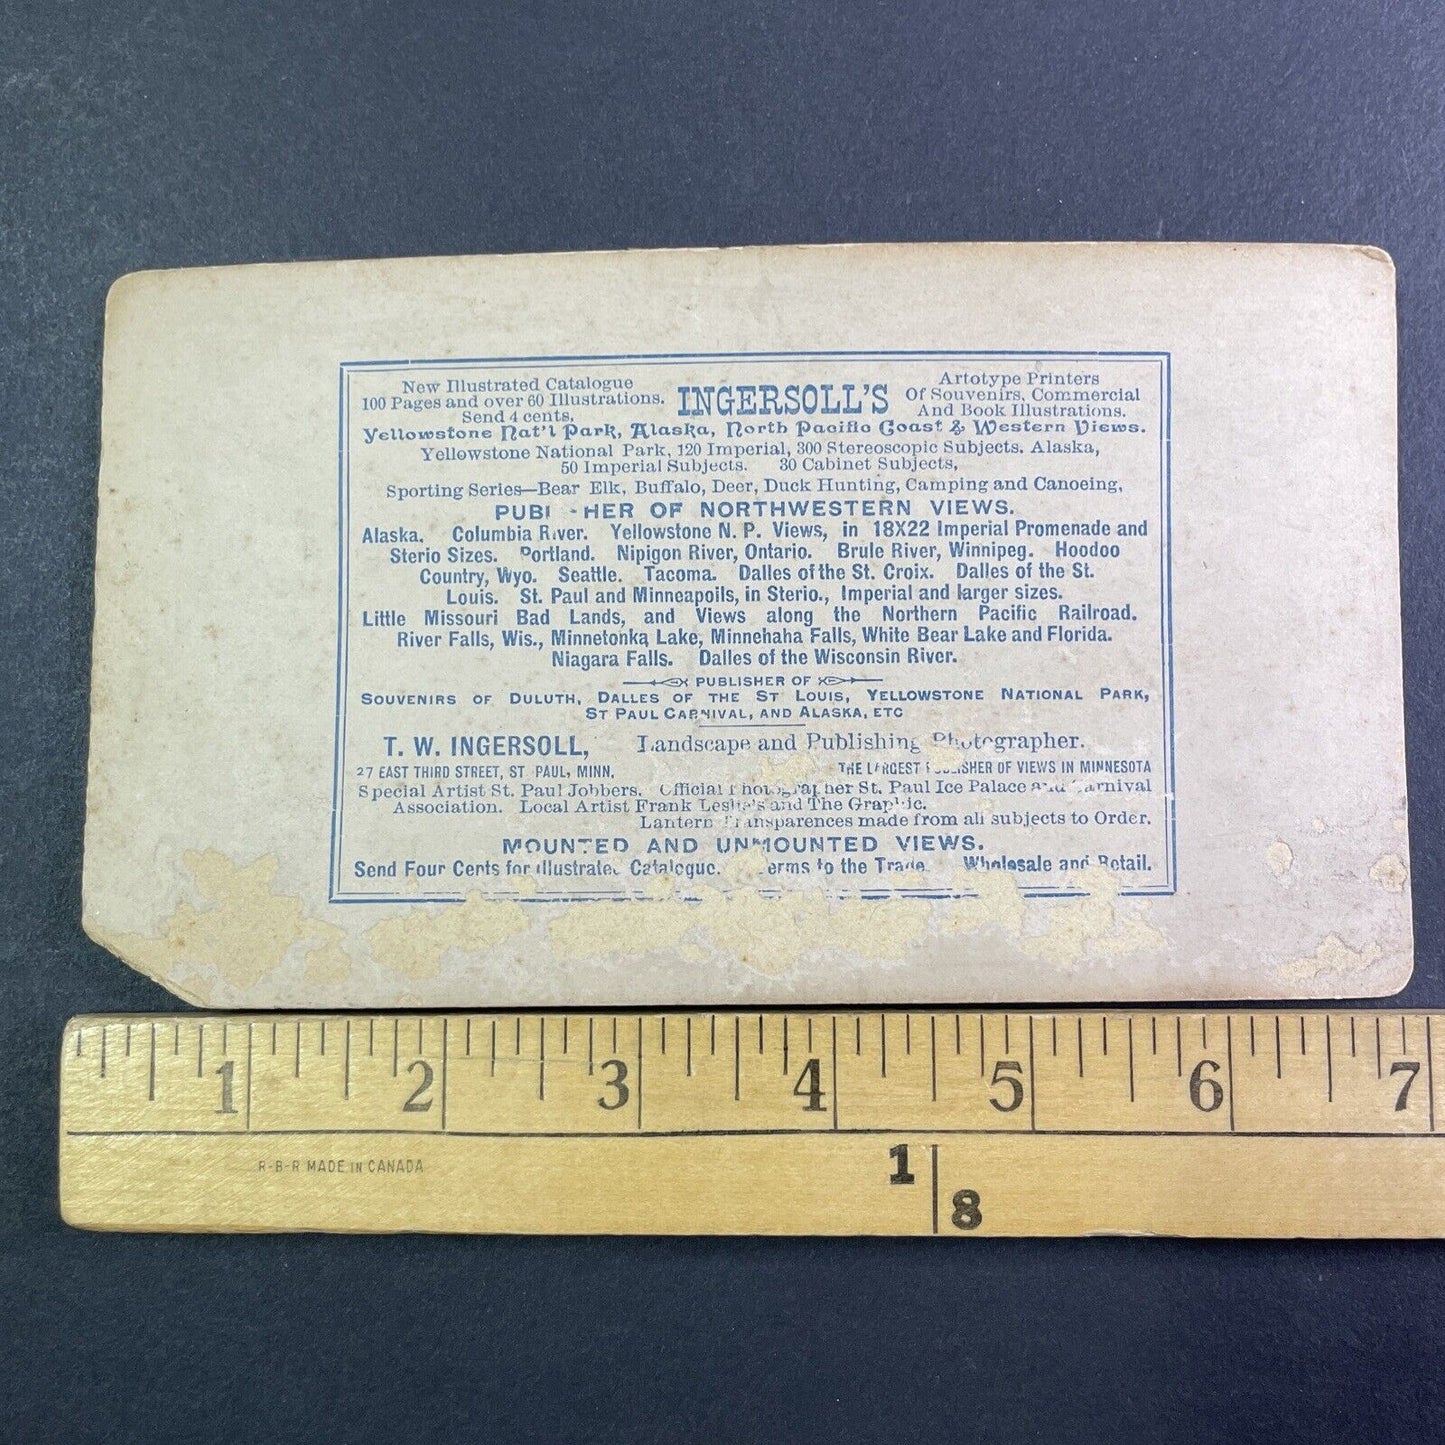 New Illustrated Catalogue
100 Pages and over 60 Illustrations.
Send 4 cents,
INGERSOLL'S
Artotype Printers
Of Souvenirs, Commercial
And Book Illustrations.
Yellowstone Nat'l Park, Alaska, North Pacific Coast & Western Views.
Yellowstone National Park, 120 Imperial, 300 Stereoscopic Subjects. Alaska,
50 Imperial Subjects. 30 Cabinet Subjects,
Sporting Series—Bear Elk, Buffalo, Deer, Duck Hunting, Camping and Canoeing,
OF NORTHWESTERN VIEWS.
Alaska. Columbia River. Yellowstone N. P. Views, in 18X22 Imperial Promenade and
Sterio Sizes. Portland. Nipigon River, Ontario. Brule River, Winnipeg. Hoodoo
Country, Wyo. Seattle. Tacoma. Dalles of the St. Croix. Dalles of the St.
Louis. St. Paul and Minneapoils, in Sterio., Imperial and larger sizes.
Little Missouri Bad Lands, and Views along the Northern Pacific Railroad.
River Falls, Wis., Minnetonka Lake, Minnehaha Falls, White Bear Lake and Florida.
Niagara Falls. Dalles of the Wisconsin River.
PUBLISHER OF
SOUVENIRS OF DULUTH, DALLES OF THE ST LOUIS, YELLOWSTONE NATIONAL PARK,
ST PAUL CARNIVAL, AND ALASKA, ETC
T. W. INGERSOLL, Landscape and Publishing Photographer.
27 EAST THIRD STREET, ST PAUL, MINN. THE LARGEST PUBLISHER OF VIEWS IN MINNESOTA
Special Artist St. Paul Jobbers. Official Photographer St. Paul Ice Palace and Carnival
Association. Local Artist Frank Leslie's and The Graphic.
Lantern Transparences made from all subjects to Order.
MOUNTED AND UNMOUNTED VIEWS.
Send Four Cents for Illustrated Catalogue. Terms to the Trade. Wholesale and Retail.
1 2 3 4 5 6 7
R-B-R MADE IN CANADA
1
8